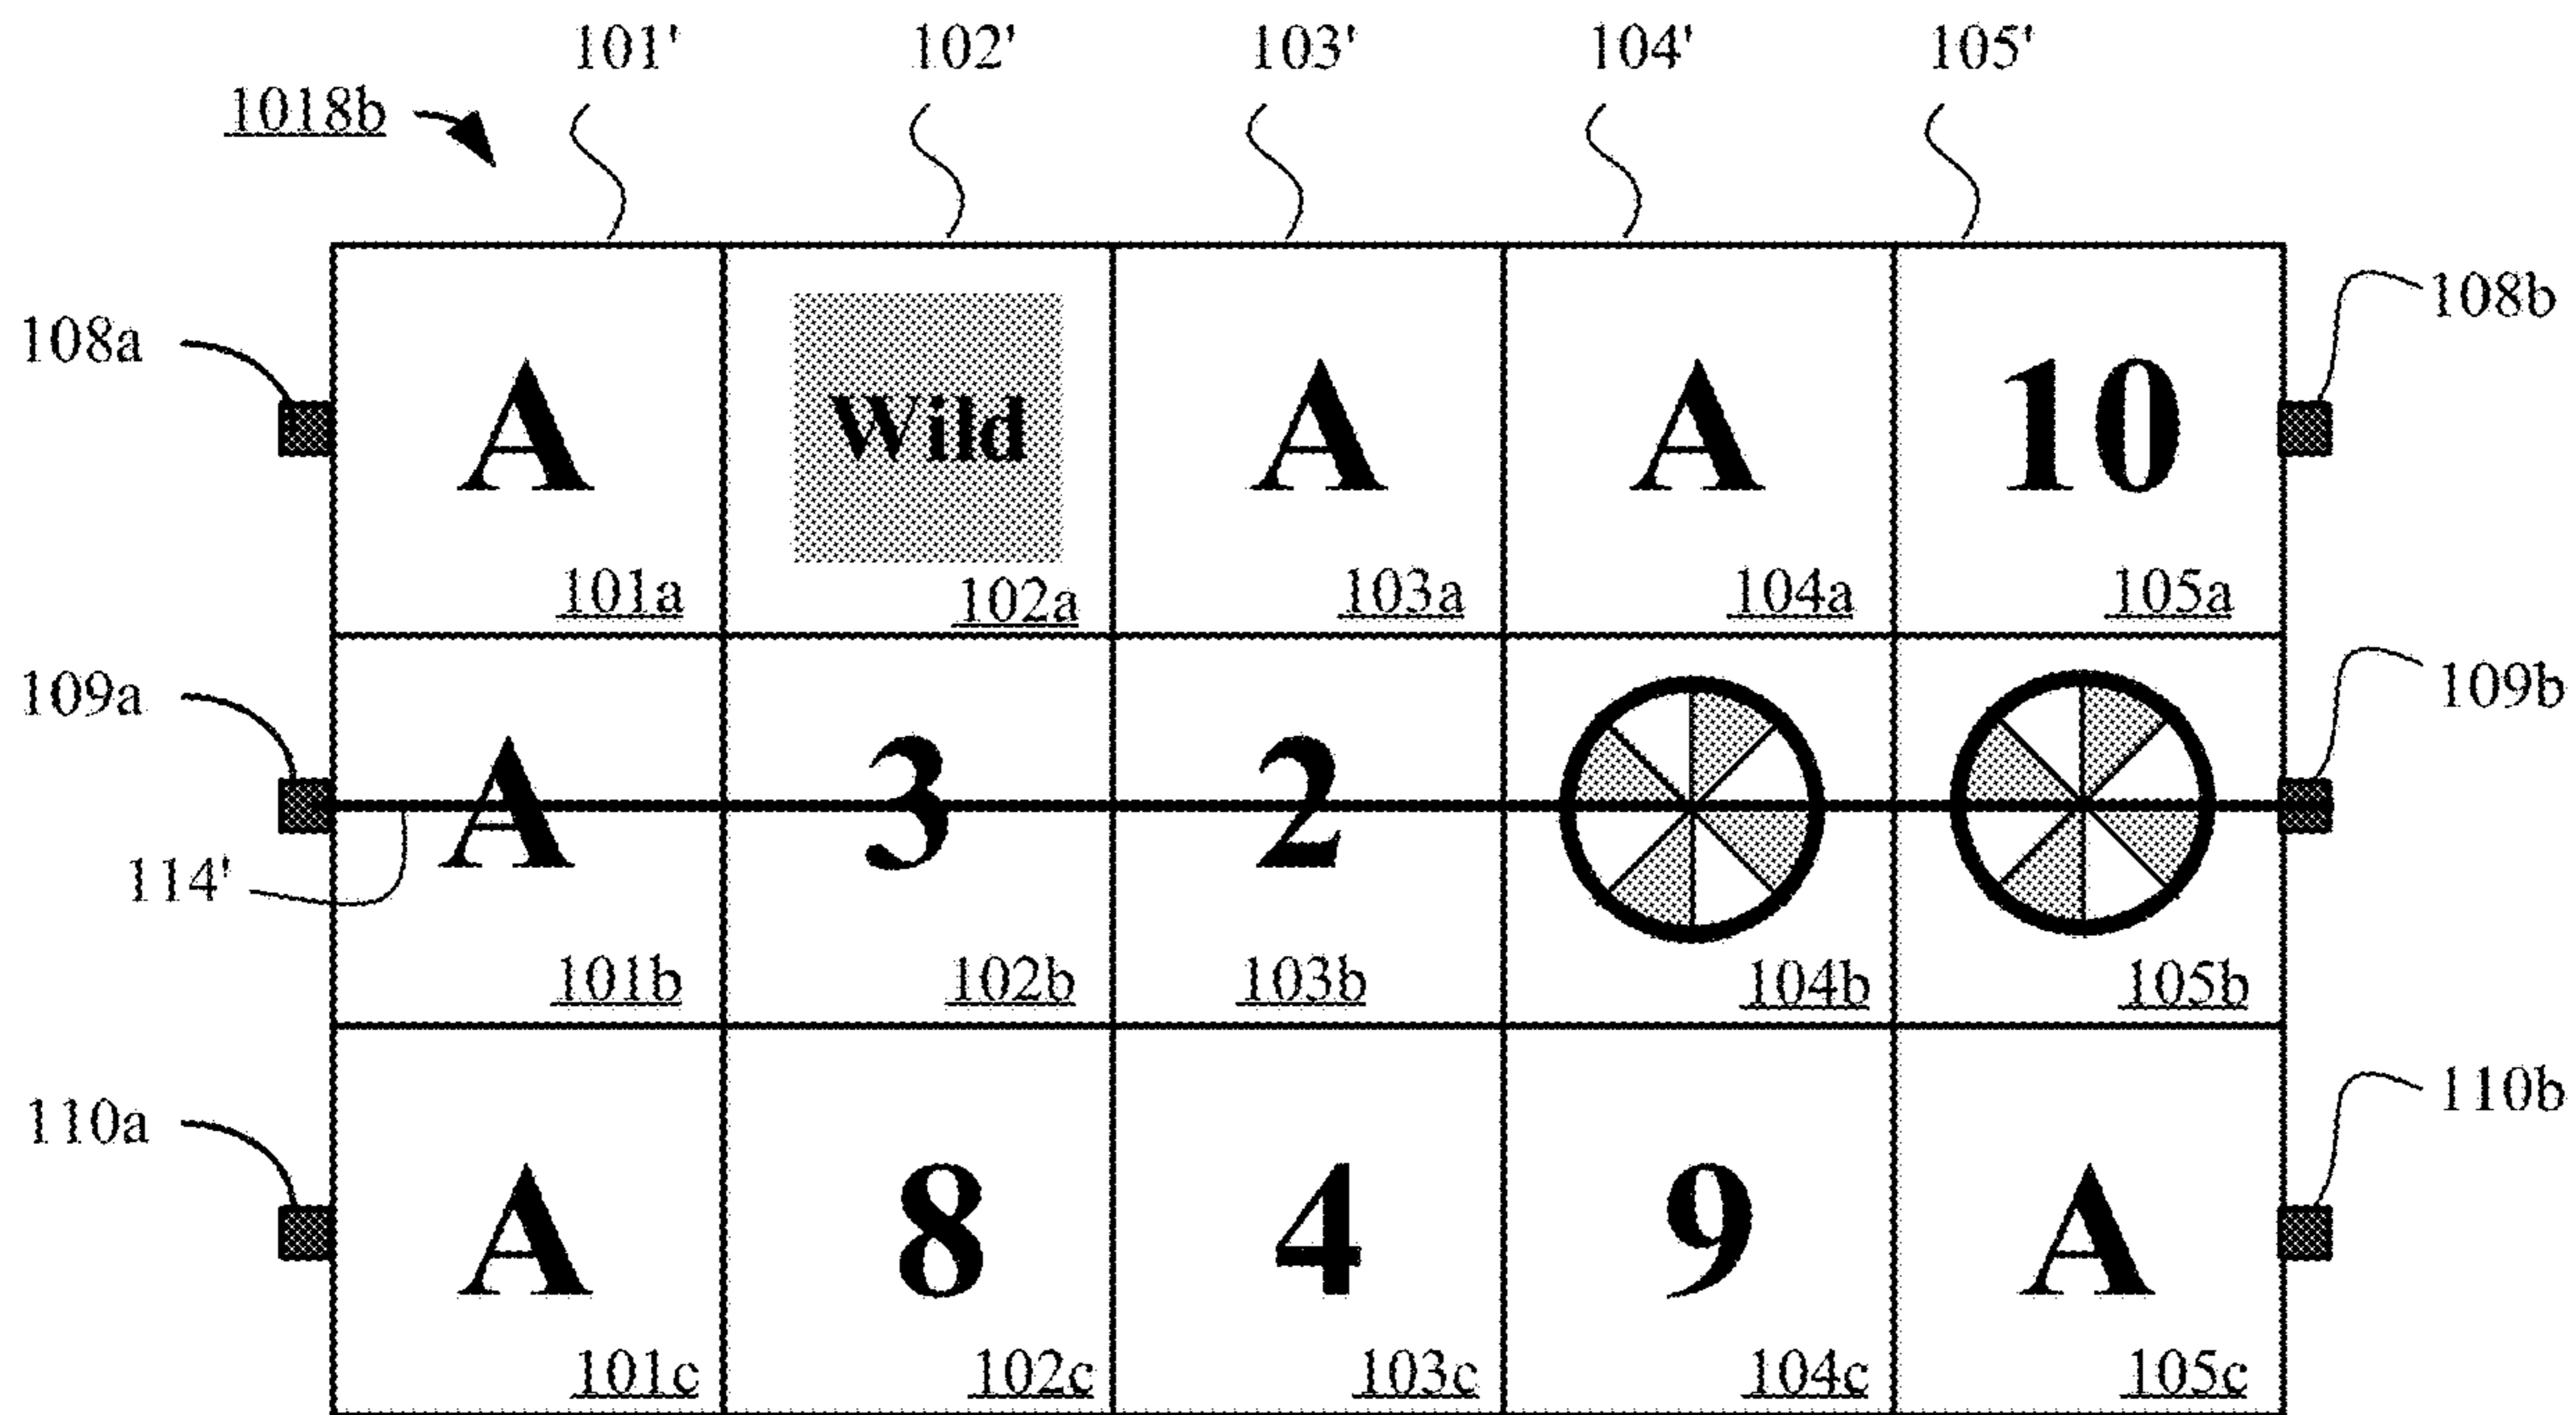 101' 102' 103' 104' 105'
1018b
108a 108b
A Wild A A 10
101a 102a 103a 104a 105a
109a 109b
A 3 2
114'
101b 102b 103b 104b 105b
110a 110b
A 8 4 9 A
101c 102c 103c 104c 105c